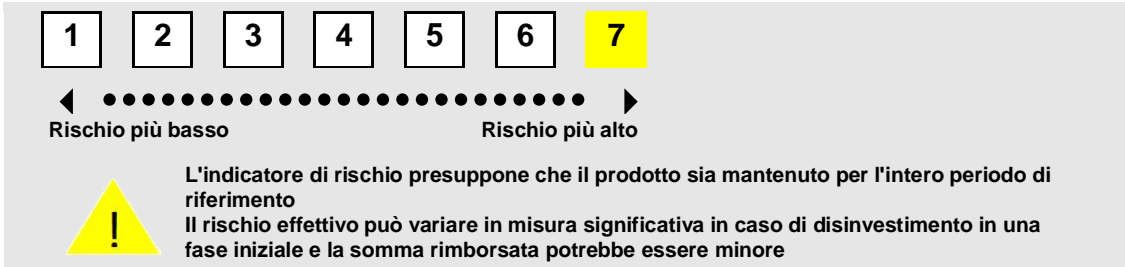 1 2 3 4 5 6 7
Rischio più basso Rischio più alto
L'indicatore di rischio presuppone che il prodotto sia mantenuto per l'intero periodo di
riferimento
Il rischio effettivo può variare in misura significativa in caso di disinvestimento in una
fase iniziale e la somma rimborsata potrebbe essere minore
!